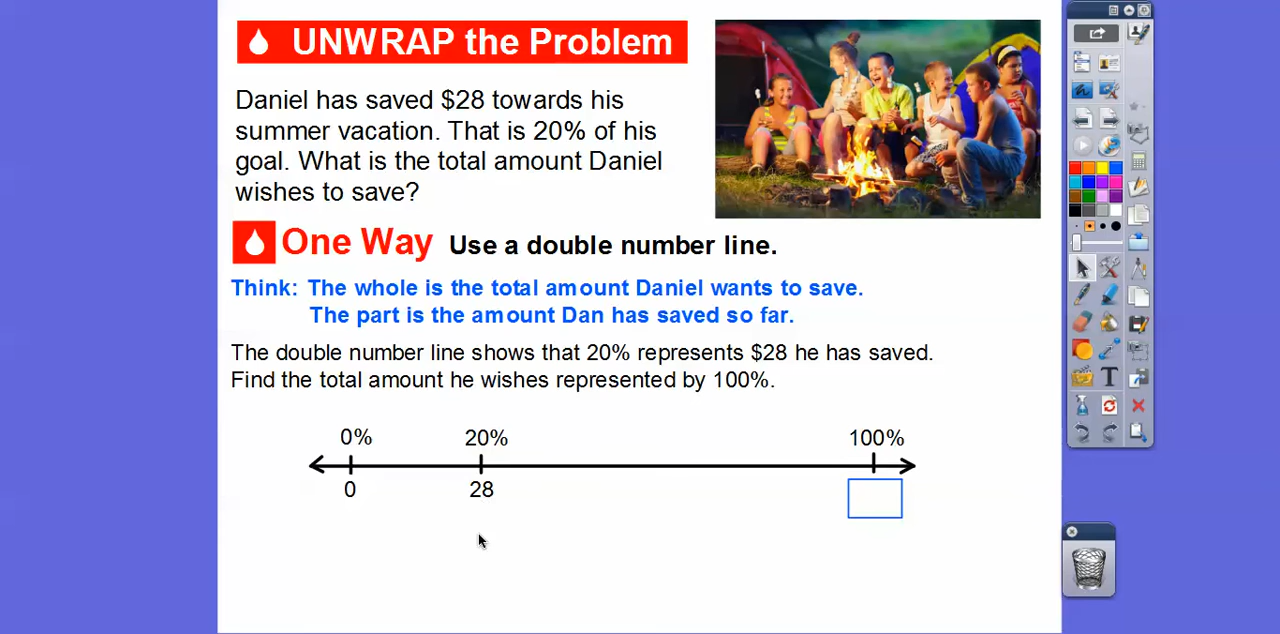 UNWRAP the Problem
Daniel has saved $28 towards his
summer vacation. That is 20% of his
goal. What is the total amount Daniel
wishes to save?
One Way Use a double number line.
Think: The whole is the total amount Daniel wants to save.
The part is the amount Dan has saved so far.
The double number line shows that 20% represents $28 he has saved.
Find the total amount he wishes represented by 100%.
0% 20% 100%
0 28